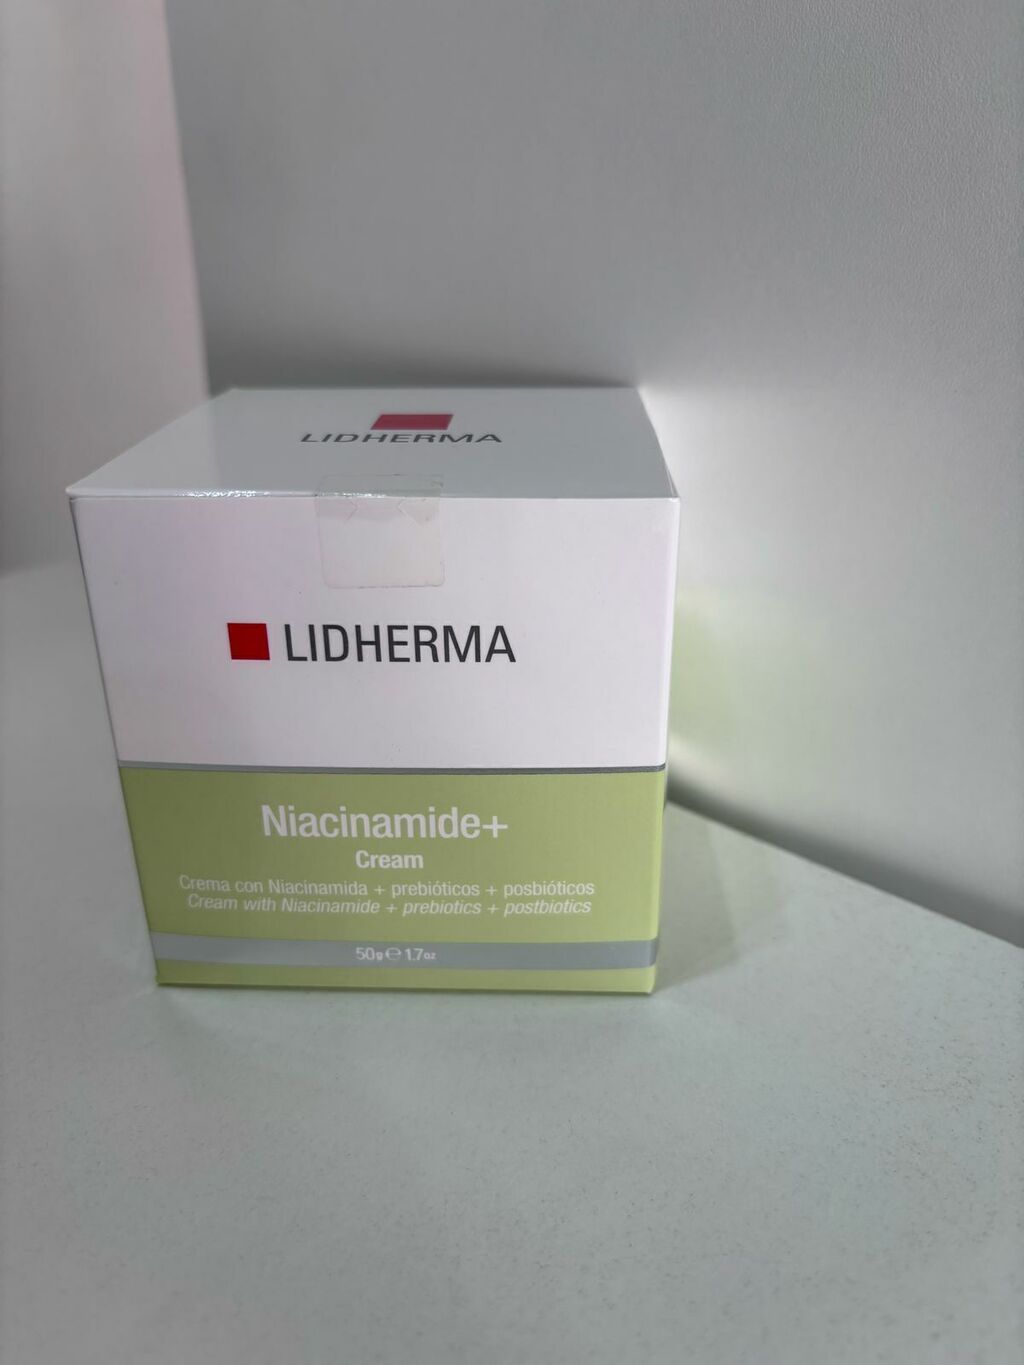 LIDHERMA
LIDHERMA
Niacinamide+
Cream
Crema con Niacinamida + prebióticos + posbióticos
Cream with Niacinamide + prebiotics + postbiotics
50g ℮ 1.7oz